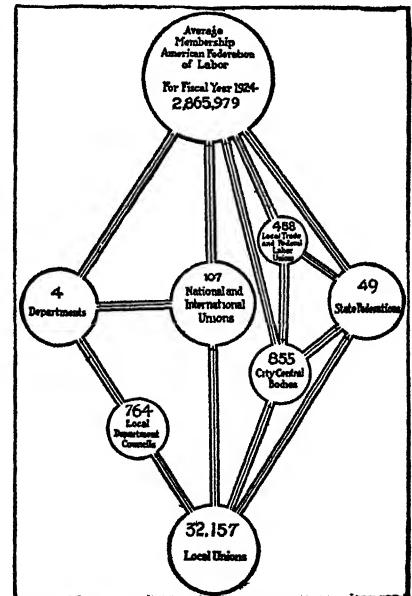 Average
Membership
American Federation
of Labor
For Fiscal Year 1924-
2,865,979
458
Local Trade
and Federal
Labor
Unions
4
Departments
107
National and
International
Unions
49
State Federations
855
City Central
Bodies
764
Local
Department
Councils
32,157
Local Unions